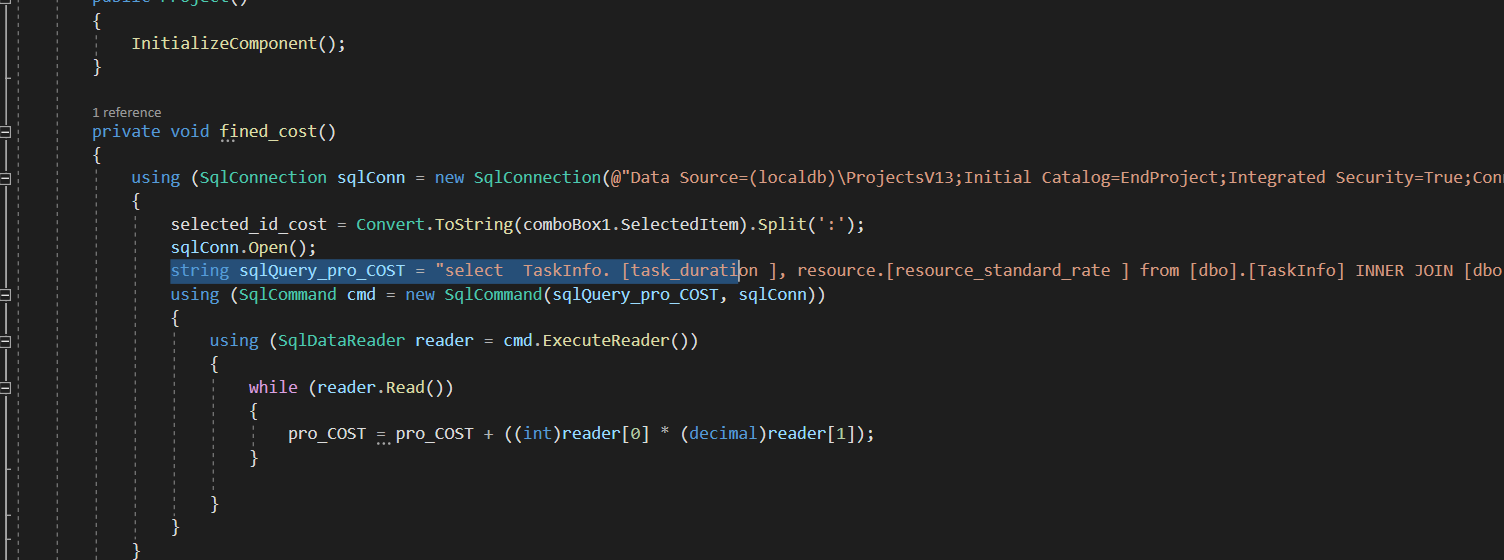 public Project()
{
InitializeComponent();
}
1 reference
private void fined_cost()
{
using (SqlConnection sqlConn = new SqlConnection(@"Data Source=(localdb)\ProjectsV13;Initial Catalog=EndProject;Integrated Security=True;Con
{
selected_id_cost = Convert.ToString(comboBox1.SelectedItem).Split(':');
sqlConn.Open();
string sqlQuery_pro_COST = "select  TaskInfo. [task_duration ], resource.[resource_standard_rate ] from [dbo].[TaskInfo] INNER JOIN [dbo
using (SqlCommand cmd = new SqlCommand(sqlQuery_pro_COST, sqlConn))
{
using (SqlDataReader reader = cmd.ExecuteReader())
{
while (reader.Read())
{
pro_COST = pro_COST + ((int)reader[0] * (decimal)reader[1]);
}
}
}
}